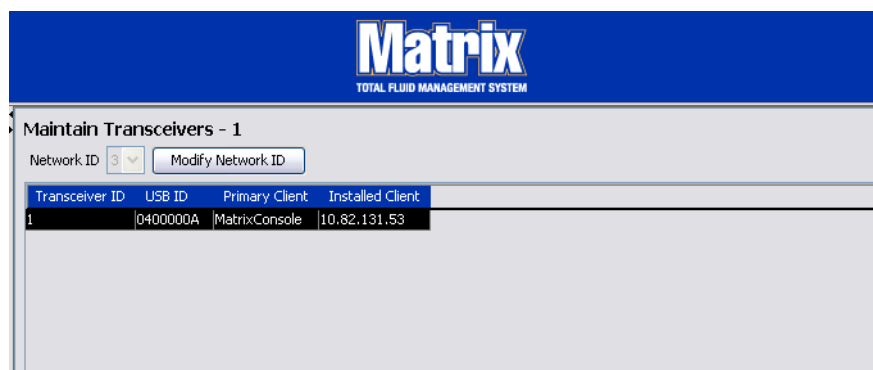 Matrix
TOTAL FLUID MANAGEMENT SYSTEM
Maintain Transceivers - 1
Network ID 3 Modify Network ID
Transceiver ID USB ID Primary Client Installed Client
1 0400000A MatrixConsole 10.82.131.53